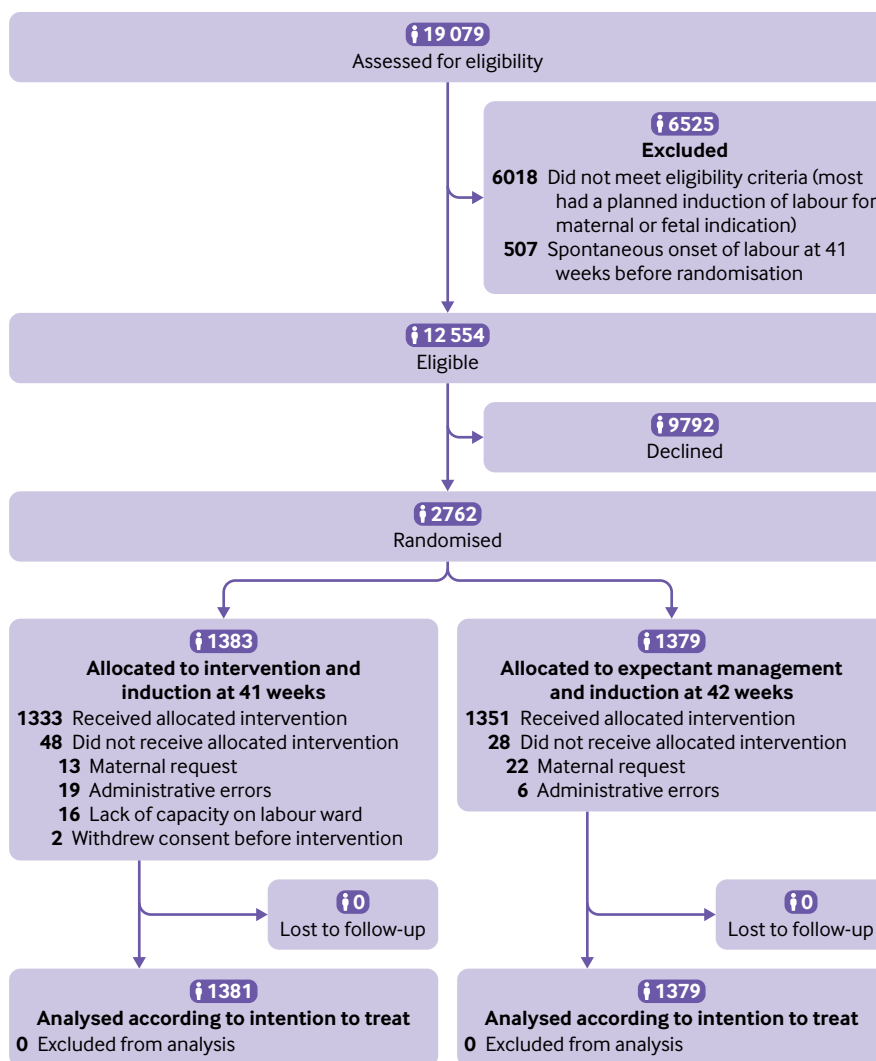 19 079
Assessed for eligibility
6525
Excluded
6018 Did not meet eligibility criteria (most
had a planned induction of labour for
maternal or fetal indication)
507 Spontaneous onset of labour at 41
weeks before randomisation
12 554
Eligible
9792
Declined
2762
Randomised
1383
Allocated to intervention and
induction at 41 weeks
1333 Received allocated intervention
48 Did not receive allocated intervention
13 Maternal request
19 Administrative errors
16 Lack of capacity on labour ward
2 Withdrew consent before intervention
1379
Allocated to expectant management
and induction at 42 weeks
1351 Received allocated intervention
28 Did not receive allocated intervention
22 Maternal request
6 Administrative errors
0
Lost to follow-up
0
Lost to follow-up
1381
Analysed according to intention to treat
0 Excluded from analysis
1379
Analysed according to intention to treat
0 Excluded from analysis